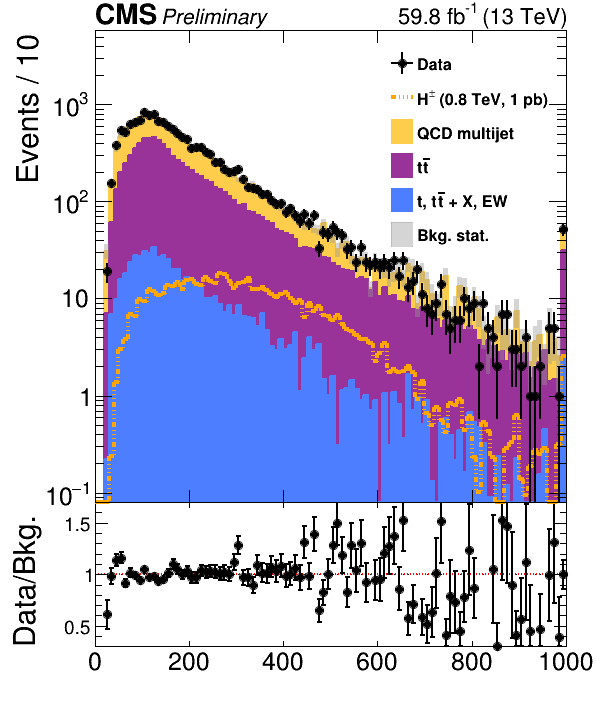 CMS Preliminary 59.8 fb⁻¹ (13 TeV)
Events / 10
10³
10²
10
1
10⁻¹
Data
H± (0.8 TeV, 1 pb)
QCD multijet
tt̄
t, tt̄ + X, EW
Bkg. stat.
Data/Bkg.
1.5
1
0.5
0 200 400 600 800 1000